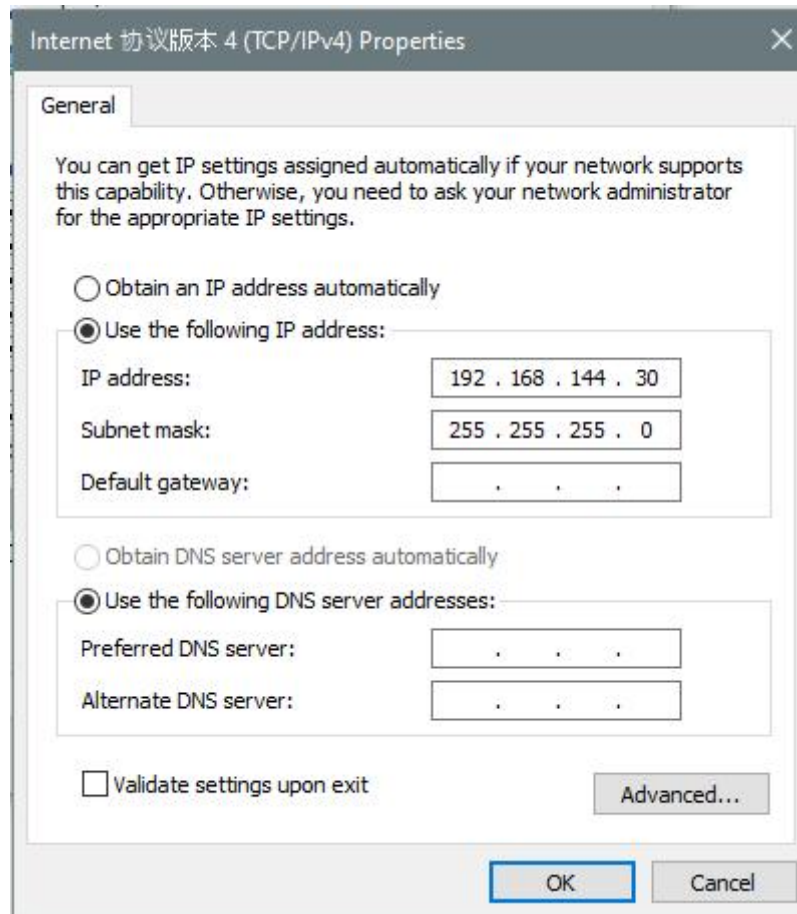 Internet 协议版本 4 (TCP/IPv4) Properties
General
You can get IP settings assigned automatically if your network supports
this capability. Otherwise, you need to ask your network administrator
for the appropriate IP settings.
Obtain an IP address automatically
Use the following IP address:
IP address: 192 . 168 . 144 . 30
Subnet mask: 255 . 255 . 255 . 0
Default gateway: . . .
Obtain DNS server address automatically
Use the following DNS server addresses:
Preferred DNS server: . . .
Alternate DNS server: . . .
Validate settings upon exit
Advanced...
OK Cancel